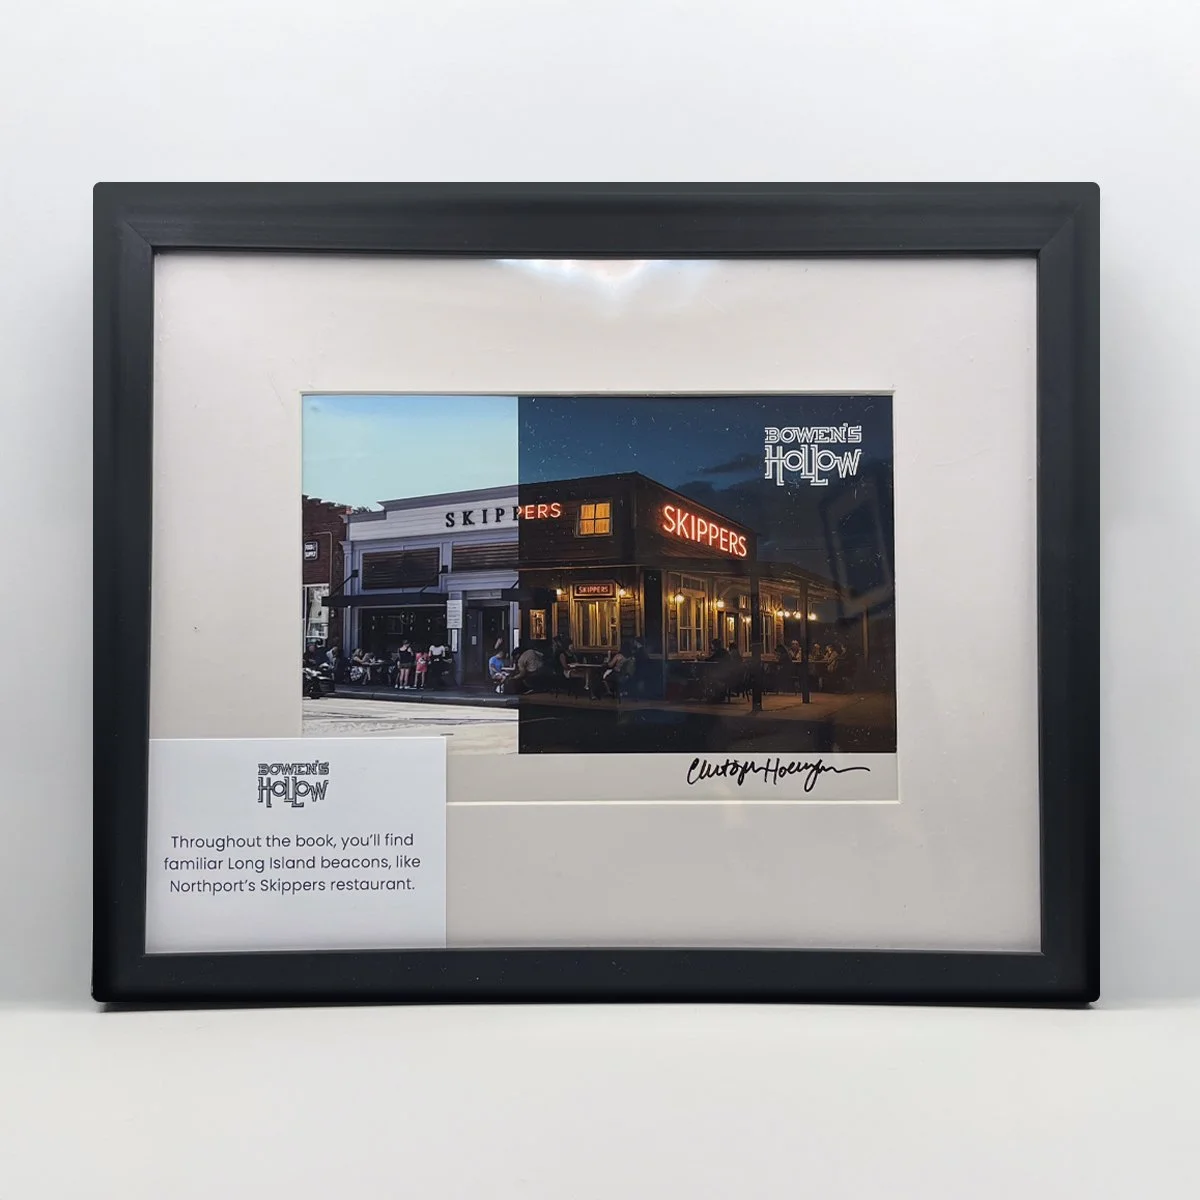 BOWEN'S
HOLLOW
SKIPPERS
SKIPPERS
SKIPPERS
BOWEN'S
HOLLOW
Throughout the book, you'll find
familiar Long Island beacons, like
Northport's Skippers restaurant.